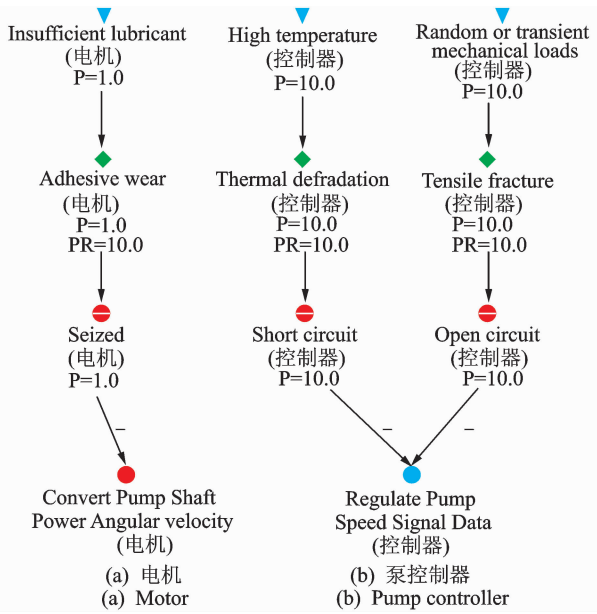 Insufficient lubricant
(电机)
P=1.0
High temperature
(控制器)
P=10.0
Random or transient
mechanical loads
(控制器)
P=10.0
Adhesive wear
(电机)
P=1.0
PR=10.0
Thermal defradation
(控制器)
P=10.0
PR=10.0
Tensile fracture
(控制器)
P=10.0
PR=10.0
Seized
(电机)
P=1.0
Short circuit
(控制器)
P=10.0
Open circuit
(控制器)
P=10.0
–
–
–
Convert Pump Shaft
Power Angular velocity
(电机)
Regulate Pump
Speed Signal Data
(控制器)
(a) 电机
(a) Motor
(b) 泵控制器
(b) Pump controller